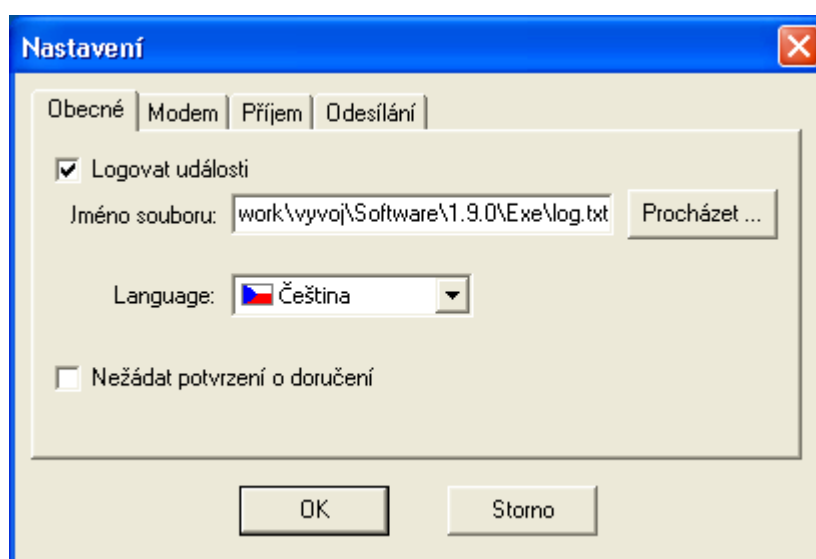 Nastavení
Obecné Modem Příjem Odesílání
Logovat události
Jméno souboru: work\vyvoj\Software\1.9.0\Exe\log.txt Procházet ...
Language: Čeština
Nežádat potvrzení o doručení
OK Storno